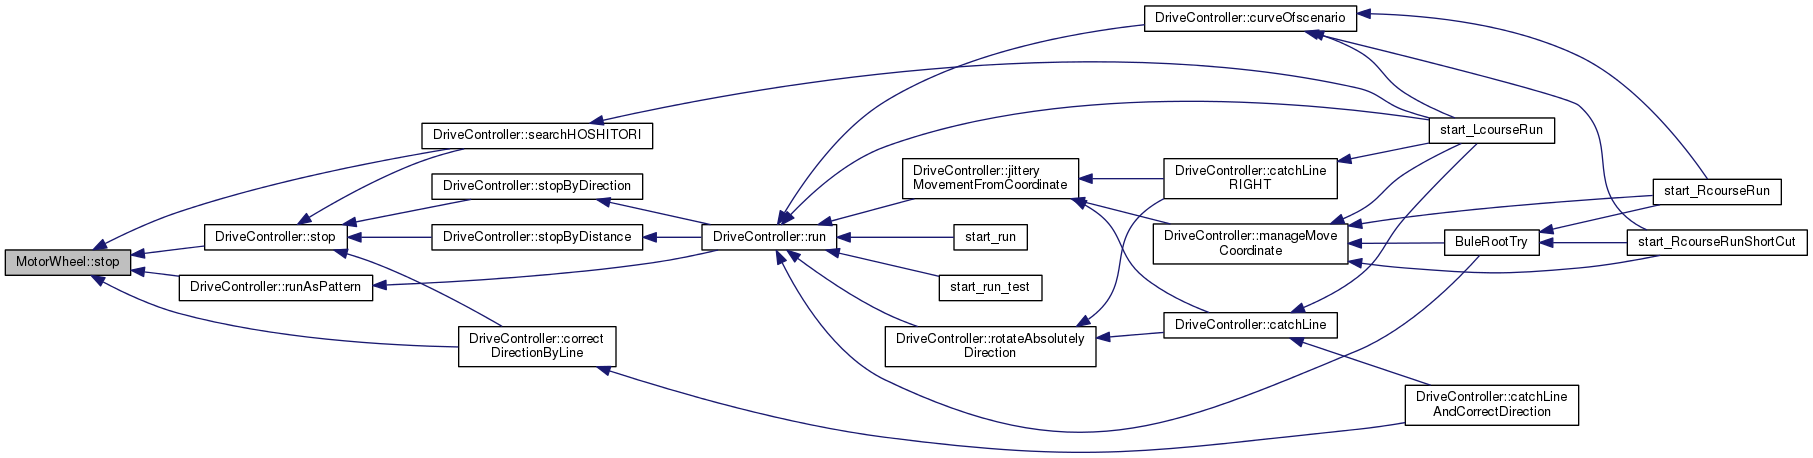 DriveController::curveOfscenario
DriveController::searchHOSHITORI
start_LcourseRun
DriveController::jittery
MovementFromCoordinate
DriveController::catchLine
RIGHT
DriveController::stopByDirection
start_RcourseRun
DriveController::stop
DriveController::stopByDistance
DriveController::run
start_run
DriveController::manageMove
Coordinate
BuleRootTry
start_RcourseRunShortCut
MotorWheel::stop
DriveController::runAsPattern
start_run_test
DriveController::catchLine
DriveController::correct
DirectionByLine
DriveController::rotateAbsolutely
Direction
DriveController::catchLine
AndCorrectDirection